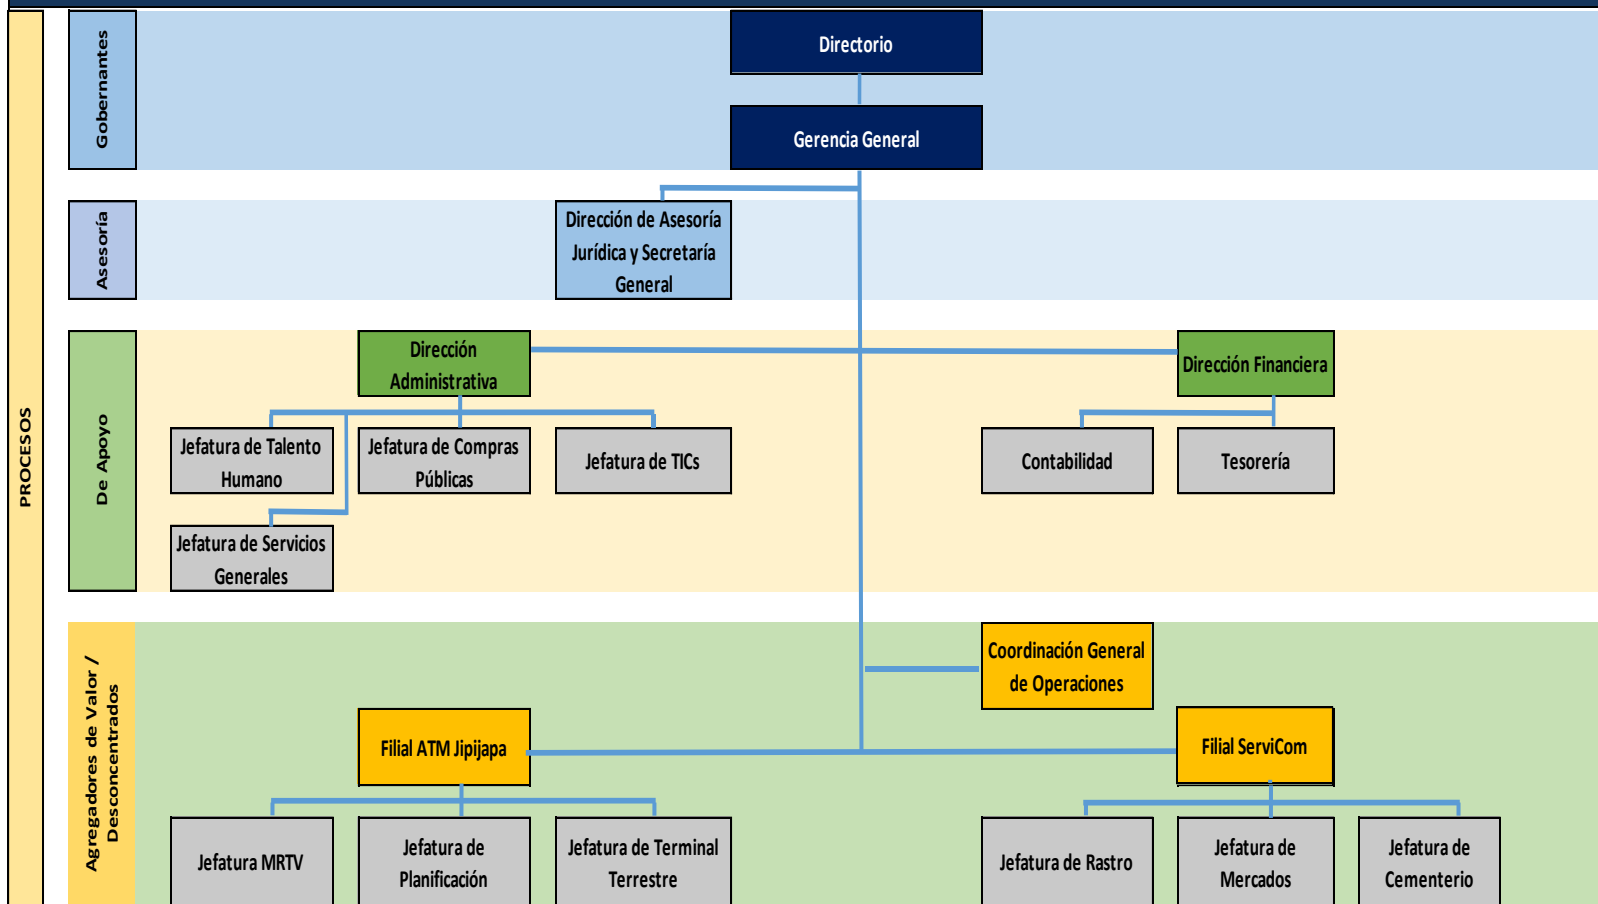 PROCESOS
Gobernantes
Directorio
Gerencia General
Asesoría
Dirección de Asesoría
Jurídica y Secretaría
General
De Apoyo
Dirección
Administrativa
Dirección Financiera
Jefatura de Talento
Humano
Jefatura de Compras
Públicas
Jefatura de TICs
Contabilidad
Tesorería
Jefatura de Servicios
Generales
Agregadores de Valor /
Desconcentrados
Coordinación General
de Operaciones
Filial ATM Jipijapa
Filial ServiCom
Jefatura MRTV
Jefatura de
Planificación
Jefatura de Terminal
Terrestre
Jefatura de Rastro
Jefatura de
Mercados
Jefatura de
Cementerio